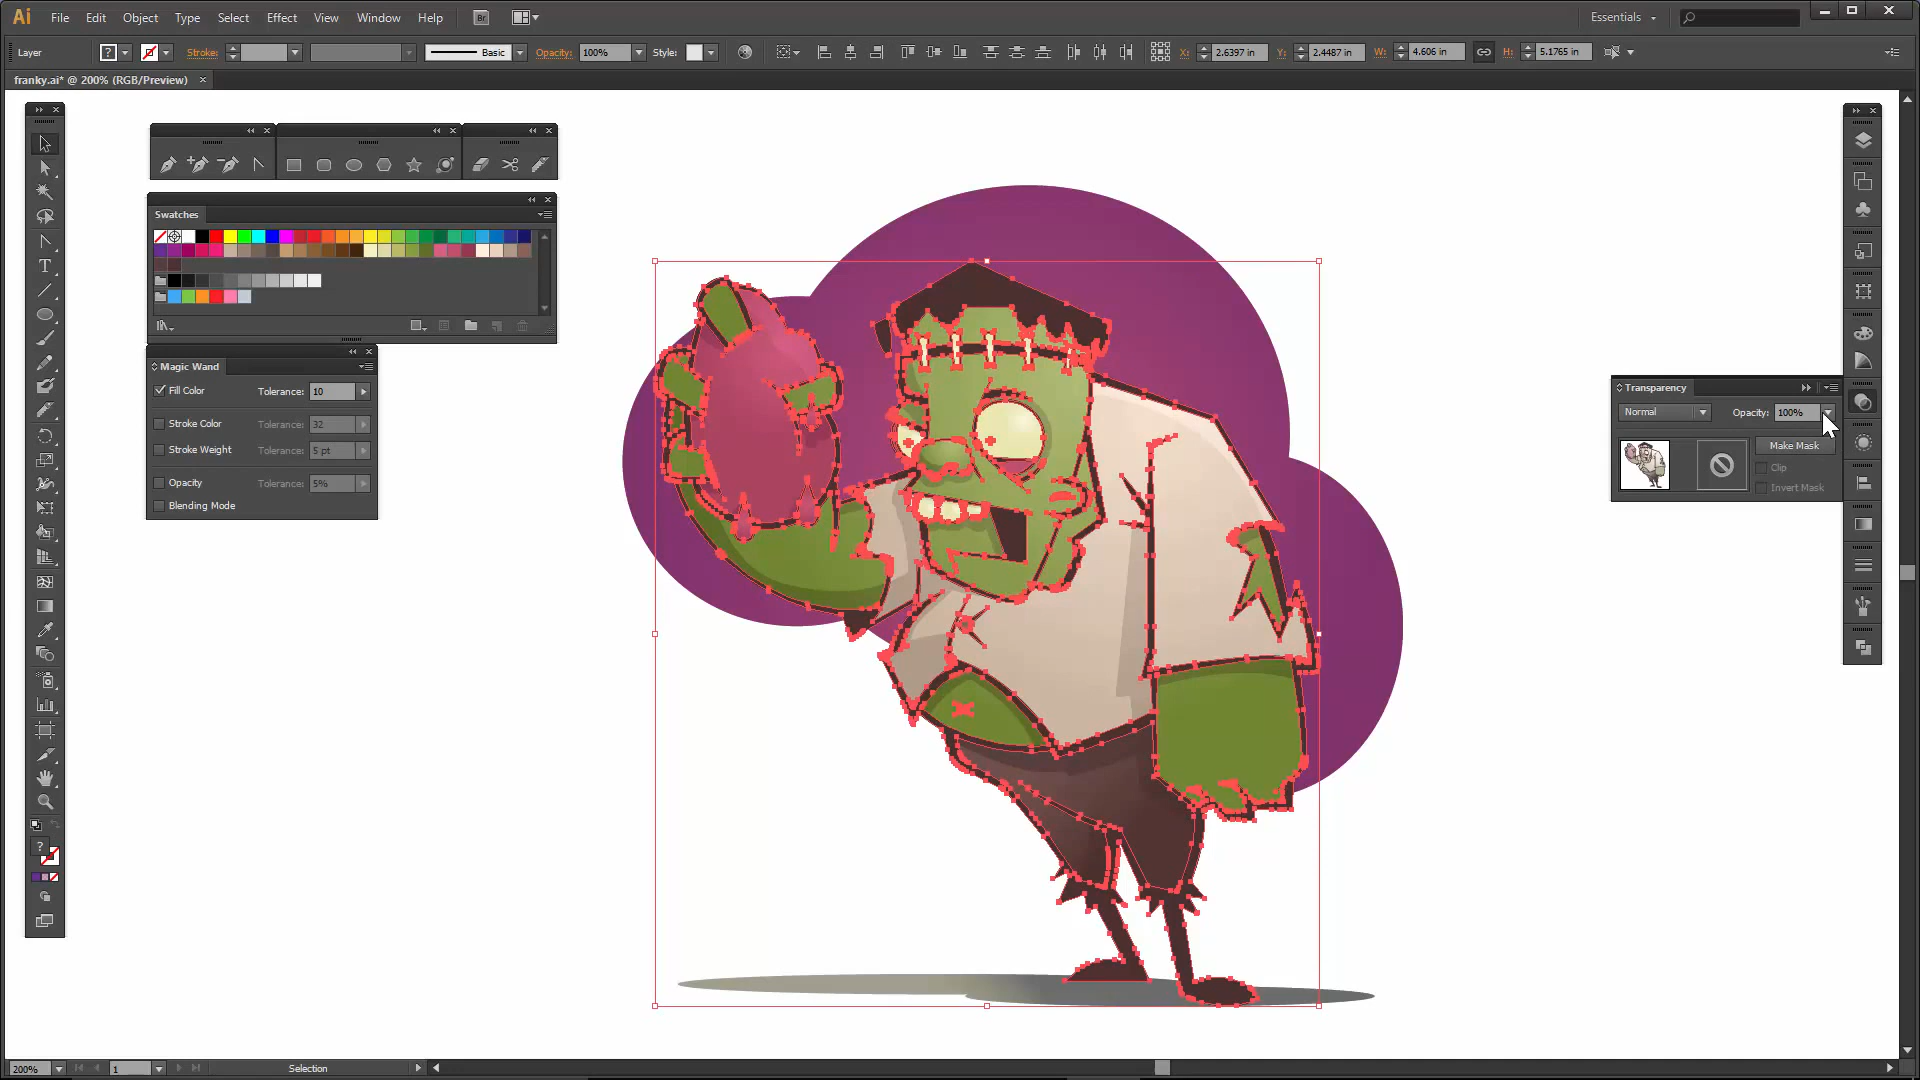 Ai File Edit Object Type Select Effect View Window Help Br Essentials
Layer ? Stroke: Basic Opacity: 100% Style: X: 2.6397 in Y: 2.4487 in W: 4.606 in H: 5.1765 in
franky.ai* @ 200% (RGB/Preview) ×
Swatches
Magic Wand
Fill Color Tolerance: 10
Stroke Color Tolerance: 32
Stroke Weight Tolerance: 5 pt
Opacity Tolerance: 5%
Blending Mode
Transparency
Normal Opacity: 100%
Make Mask
Clip
Invert Mask
T
?
200% 1 Selection